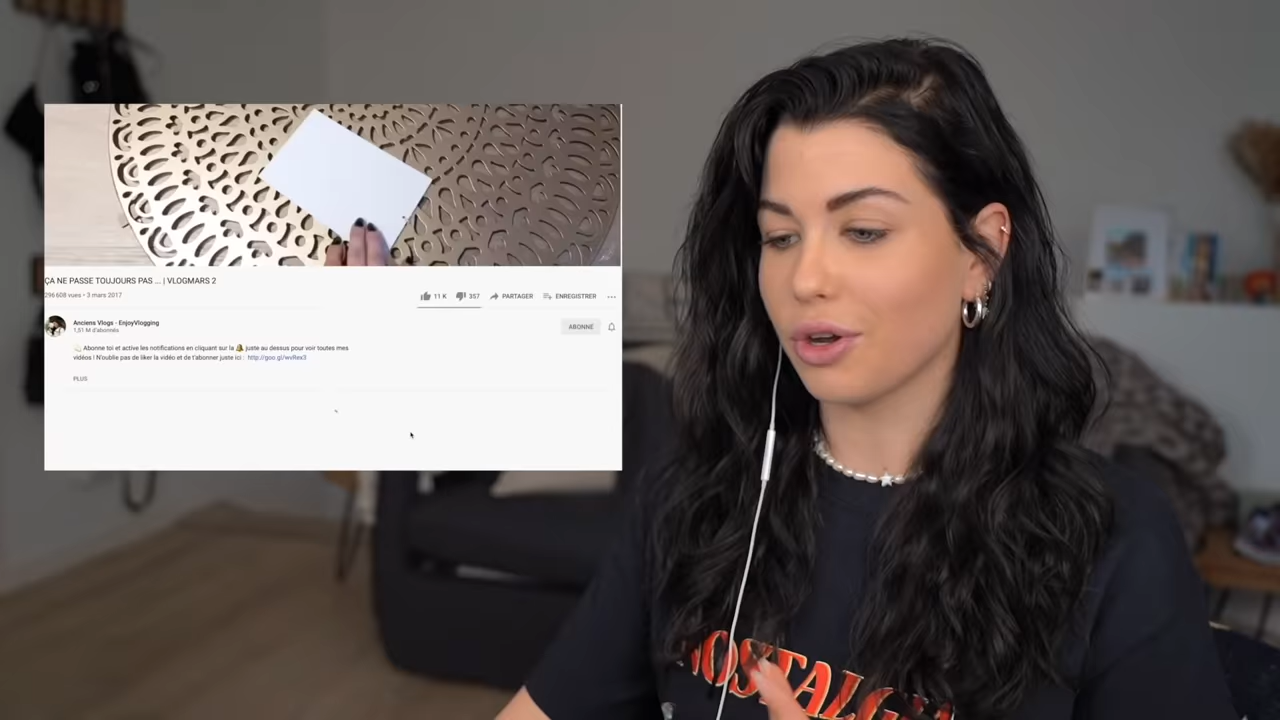 ÇA NE PASSE TOUJOURS PAS ... | VLOGMARS 2
296 608 vues • 3 mars 2017
11 K 357 PARTAGER ENREGISTRER ...
Anciens Vlogs - EnjoyVlogging
1,51 M d'abonnés
ABONNÉ
Abonne toi et active les notifications en cliquant sur la 🔔 juste au dessus pour voir toutes mes
vidéos ! N'oublie pas de liker la vidéo et de t'abonner juste ici : http://goo.gl/wvRex3
PLUS
NOSTALG